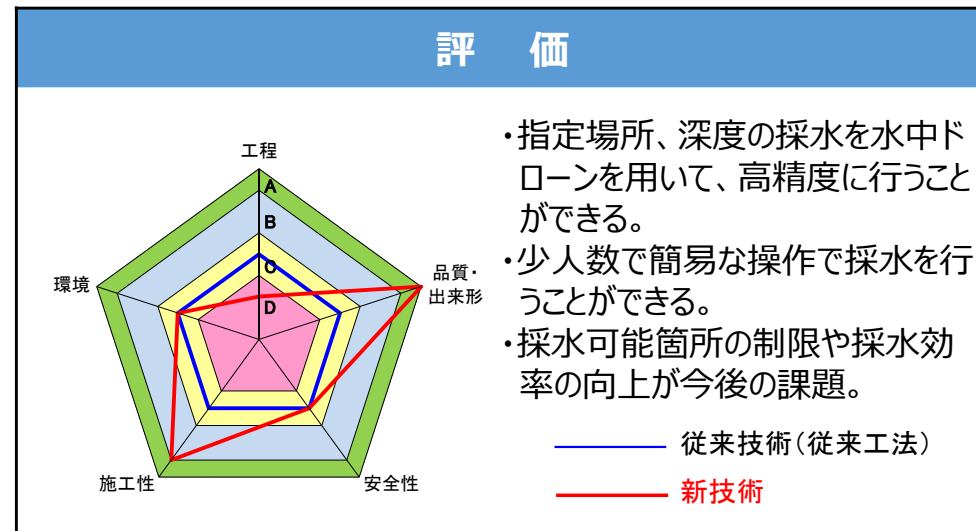 評 価
工程
A
B
C
D
環境
品質・
出来形
施工性
安全性
・指定場所、深度の採水を水中ド
ローンを用いて、高精度に行うこと
ができる。
・少人数で簡易な操作で採水を行
うことができる。
・採水可能箇所の制限や採水効
率の向上が今後の課題。
従来技術(従来工法)
新技術